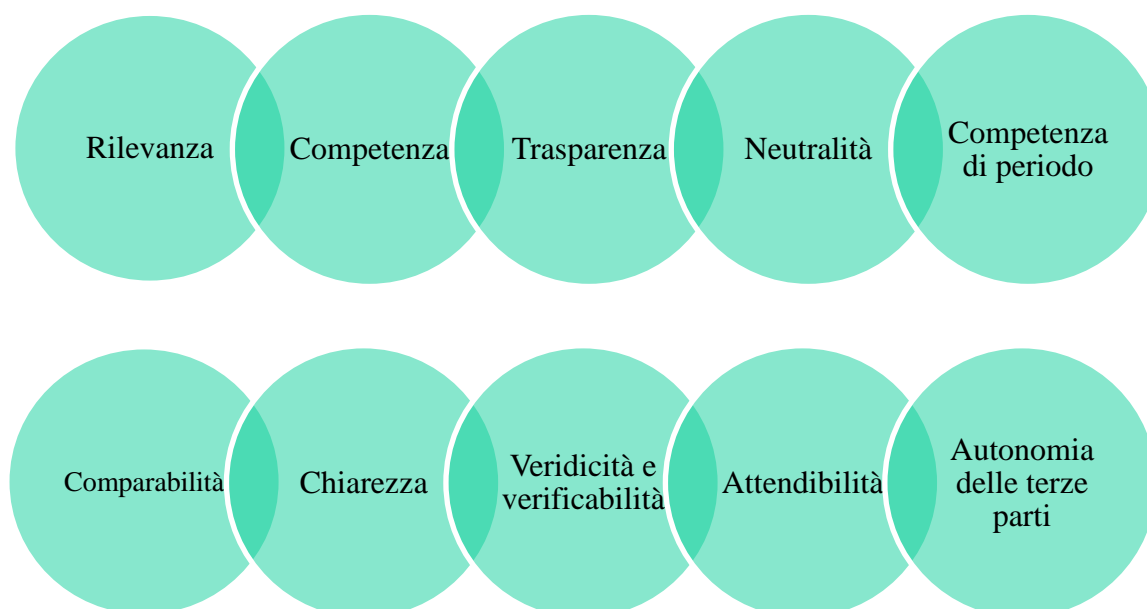 Rilevanza
Competenza
Trasparenza
Neutralità
Competenza
di periodo
Comparabilità
Chiarezza
Veridicità e
verificabilità
Attendibilità
Autonomia
delle terze
parti